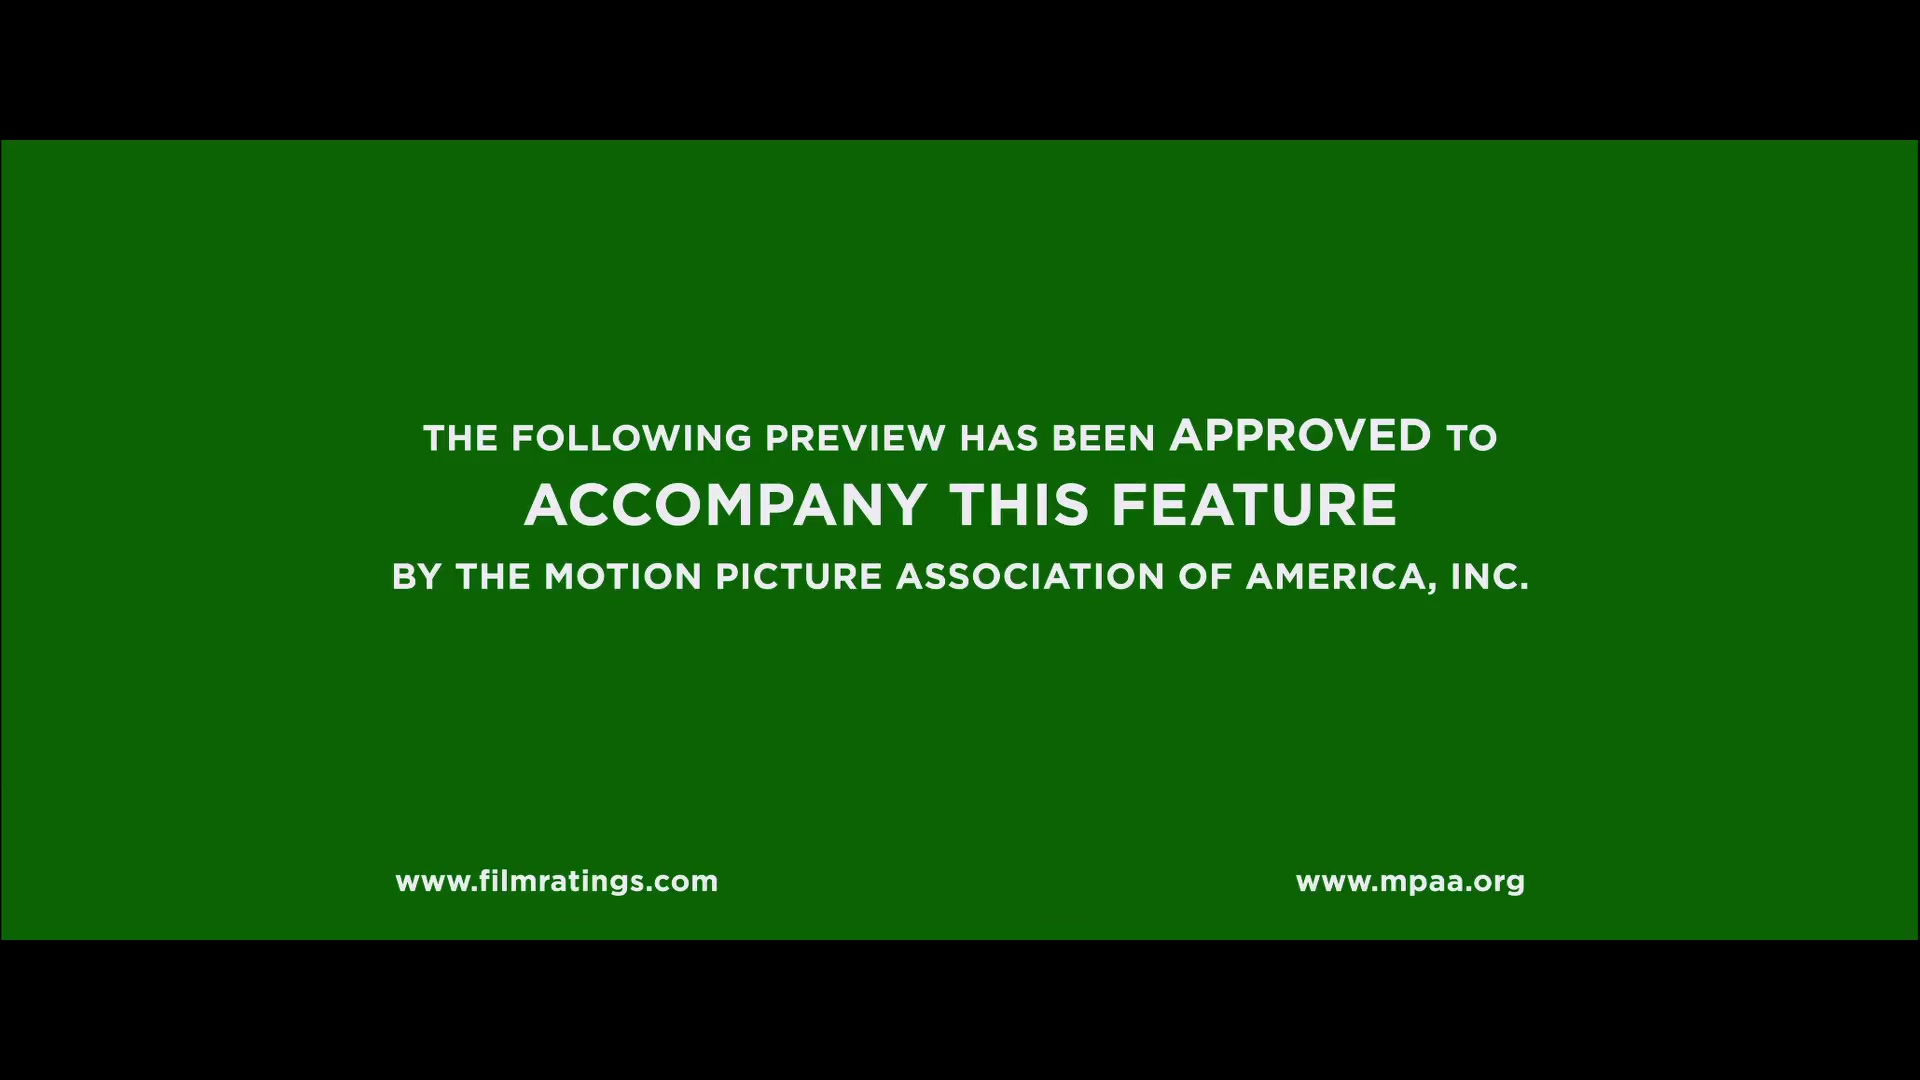 THE FOLLOWING PREVIEW HAS BEEN APPROVED TO
ACCOMPANY THIS FEATURE
BY THE MOTION PICTURE ASSOCIATION OF AMERICA, INC.
www.filmratings.com
www.mpaa.org